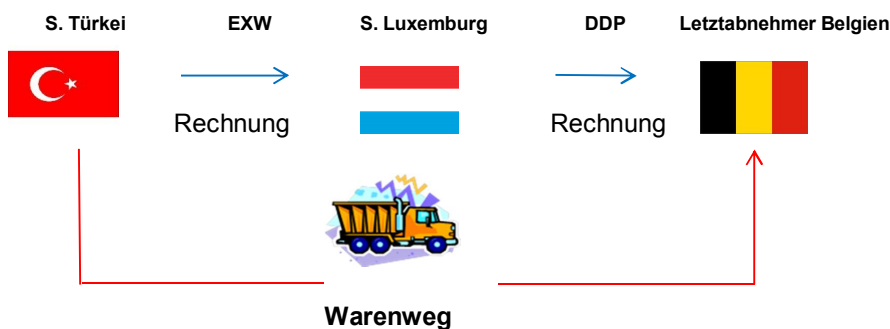 S. Türkei EXW S. Luxemburg DDP Letztabnehmer Belgien
Rechnung Rechnung
Warenweg